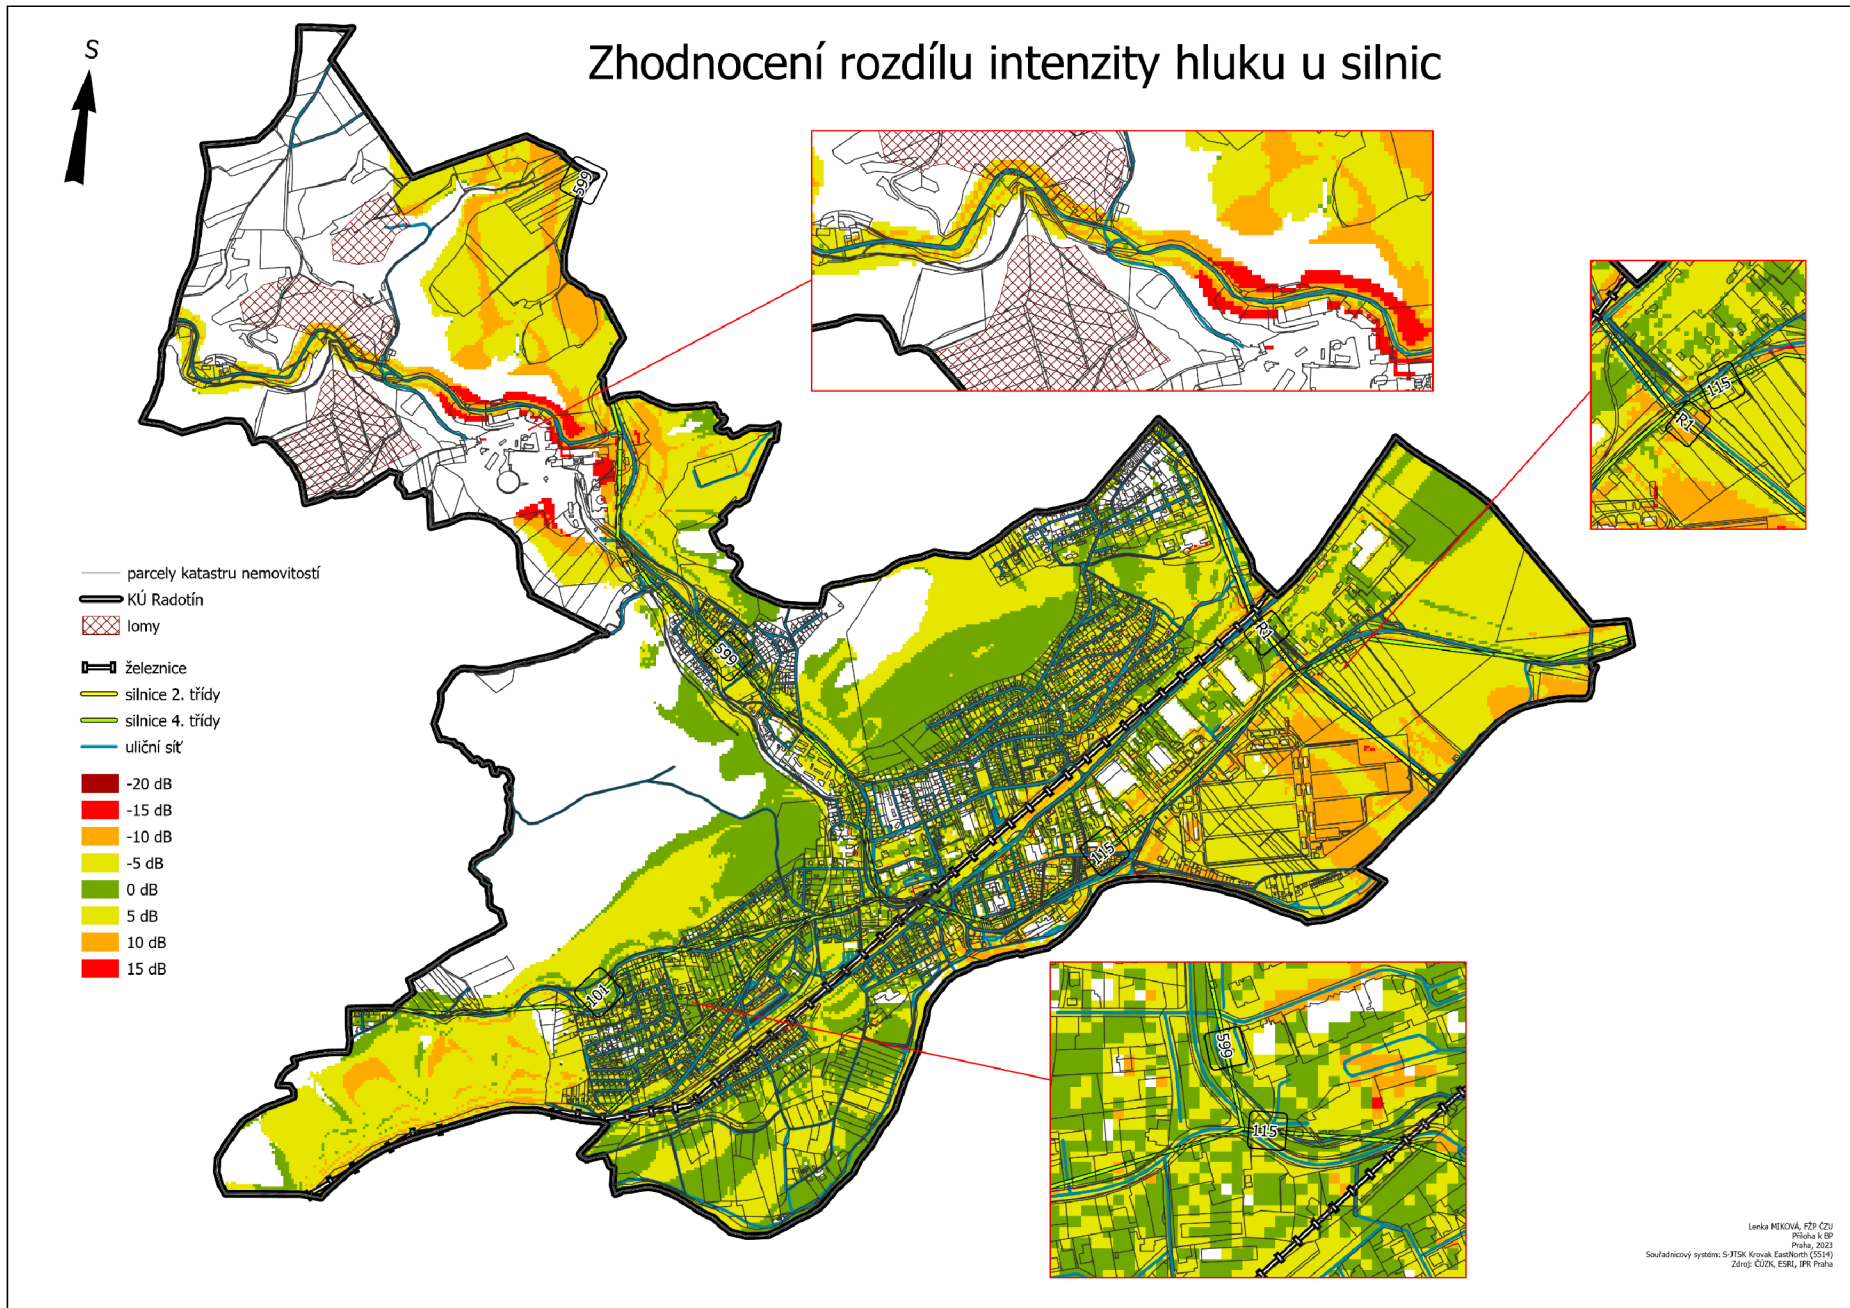 Zhodnocení rozdílu intenzity hluku u silnic
S
599
115
R1
599
R1
115
101
599
115
parcely katastru nemovitostí
KÚ Radotín
lomy
železnice
silnice 2. třídy
silnice 4. třídy
uliční síť
-20 dB
-15 dB
-10 dB
-5 dB
0 dB
5 dB
10 dB
15 dB
Lenka MIKOVÁ, FŽP ČZU
Příloha k BP
Praha, 2023
Souřadnicový systém: S-JTSK Krovak EastNorth (5514)
Zdroj: ČÚZK, ESRI, IPR Praha